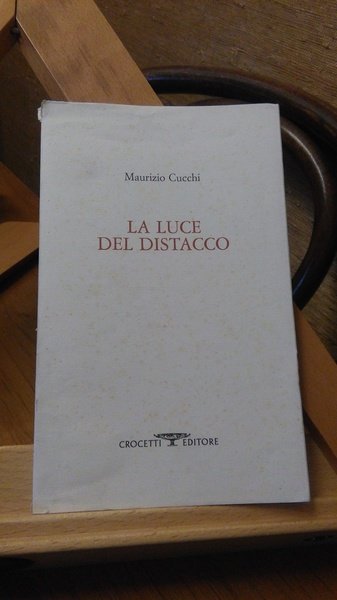 Maurizio Cucchi
LA LUCE
DEL DISTACCO
CROCETTI EDITORE